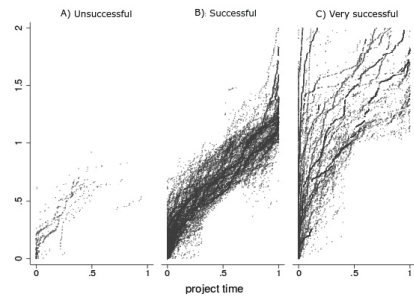 A) Unsuccessful
B): Successful
C) Very successful
2
1.5
1
.5
0
0 .5 1 0 .5 1 0 .5 1
project time